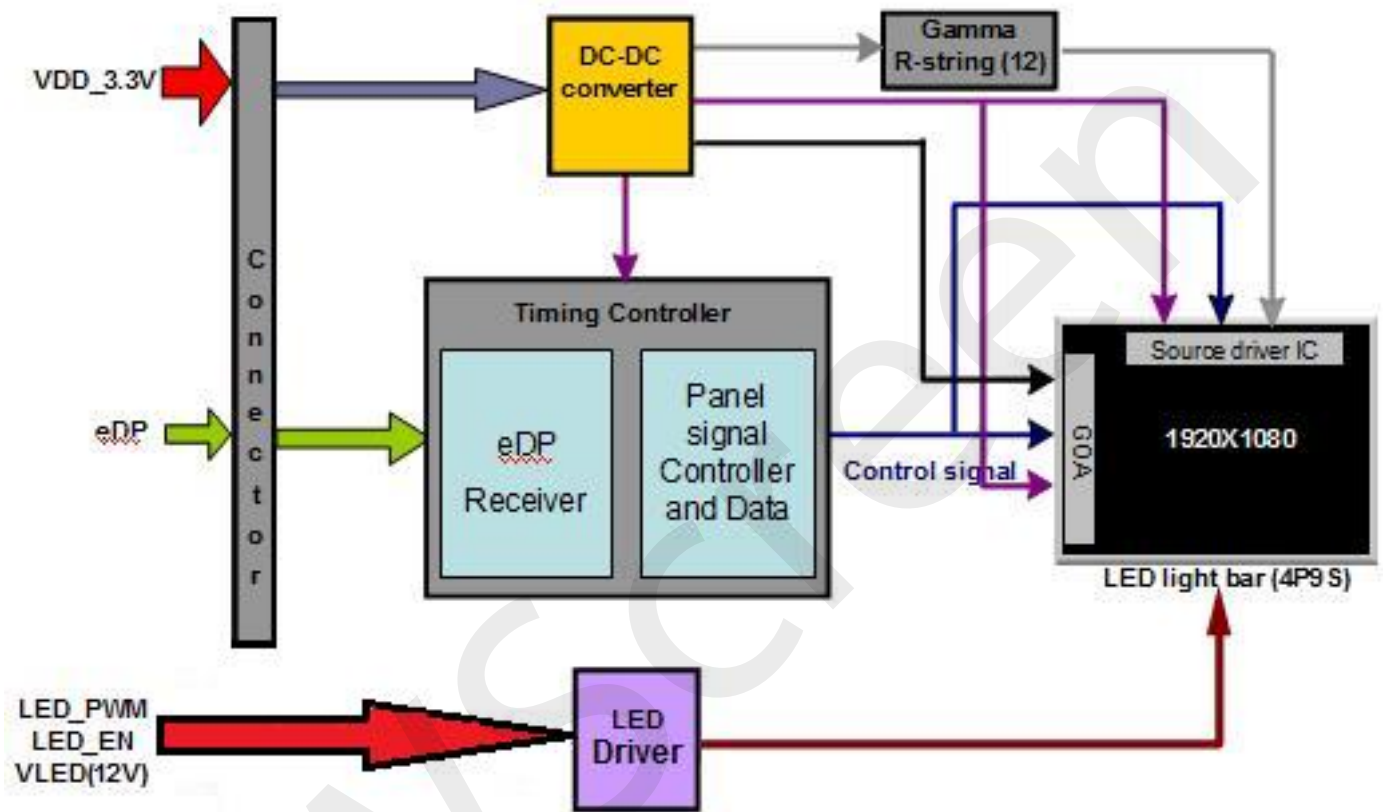 VDD_3.3V
Connector
DC-DC
converter
Gamma
R-string (12)
Timing Controller
eDP
eDP
Receiver
Panel
signal
Controller
and Data
Control signal
Source driver IC
GOA
1920X1080
LED light bar (4P9S)
LED_PWM
LED_EN
VLED(12V)
LED
Driver